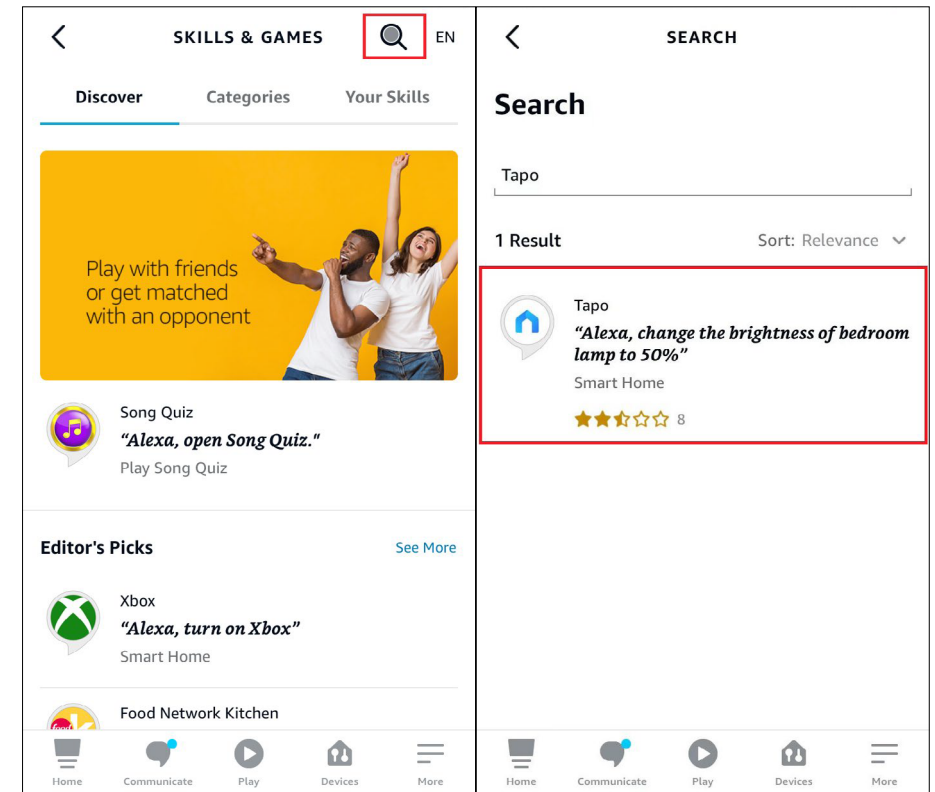 SKILLS & GAMES
EN
Discover
Categories
Your Skills
Play with friends
or get matched
with an opponent
Song Quiz
“Alexa, open Song Quiz."
Play Song Quiz
Editor's Picks
See More
Xbox
“Alexa, turn on Xbox”
Smart Home
Food Network Kitchen
food
k
Home
Communicate
Play
Devices
More
SEARCH
Search
Tapo
1 Result
Sort: Relevance
Tapo
“Alexa, change the brightness of bedroom
lamp to 50%”
Smart Home
8
Home
Communicate
Play
Devices
More